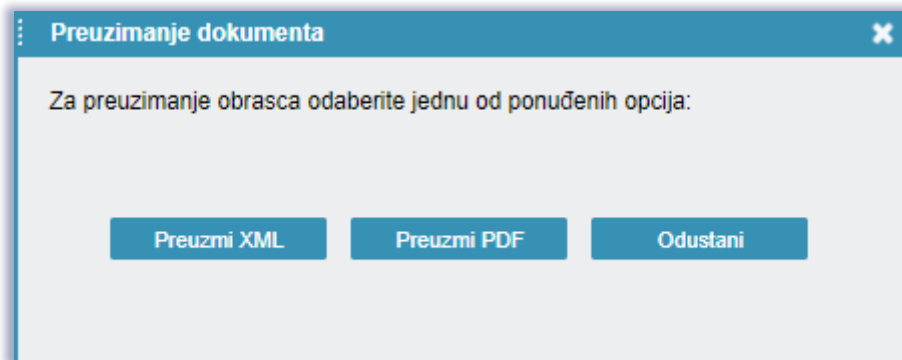 Preuzimanje dokumenta
Za preuzimanje obrasca odaberite jednu od ponuđenih opcija:
Preuzmi XML Preuzmi PDF Odustani